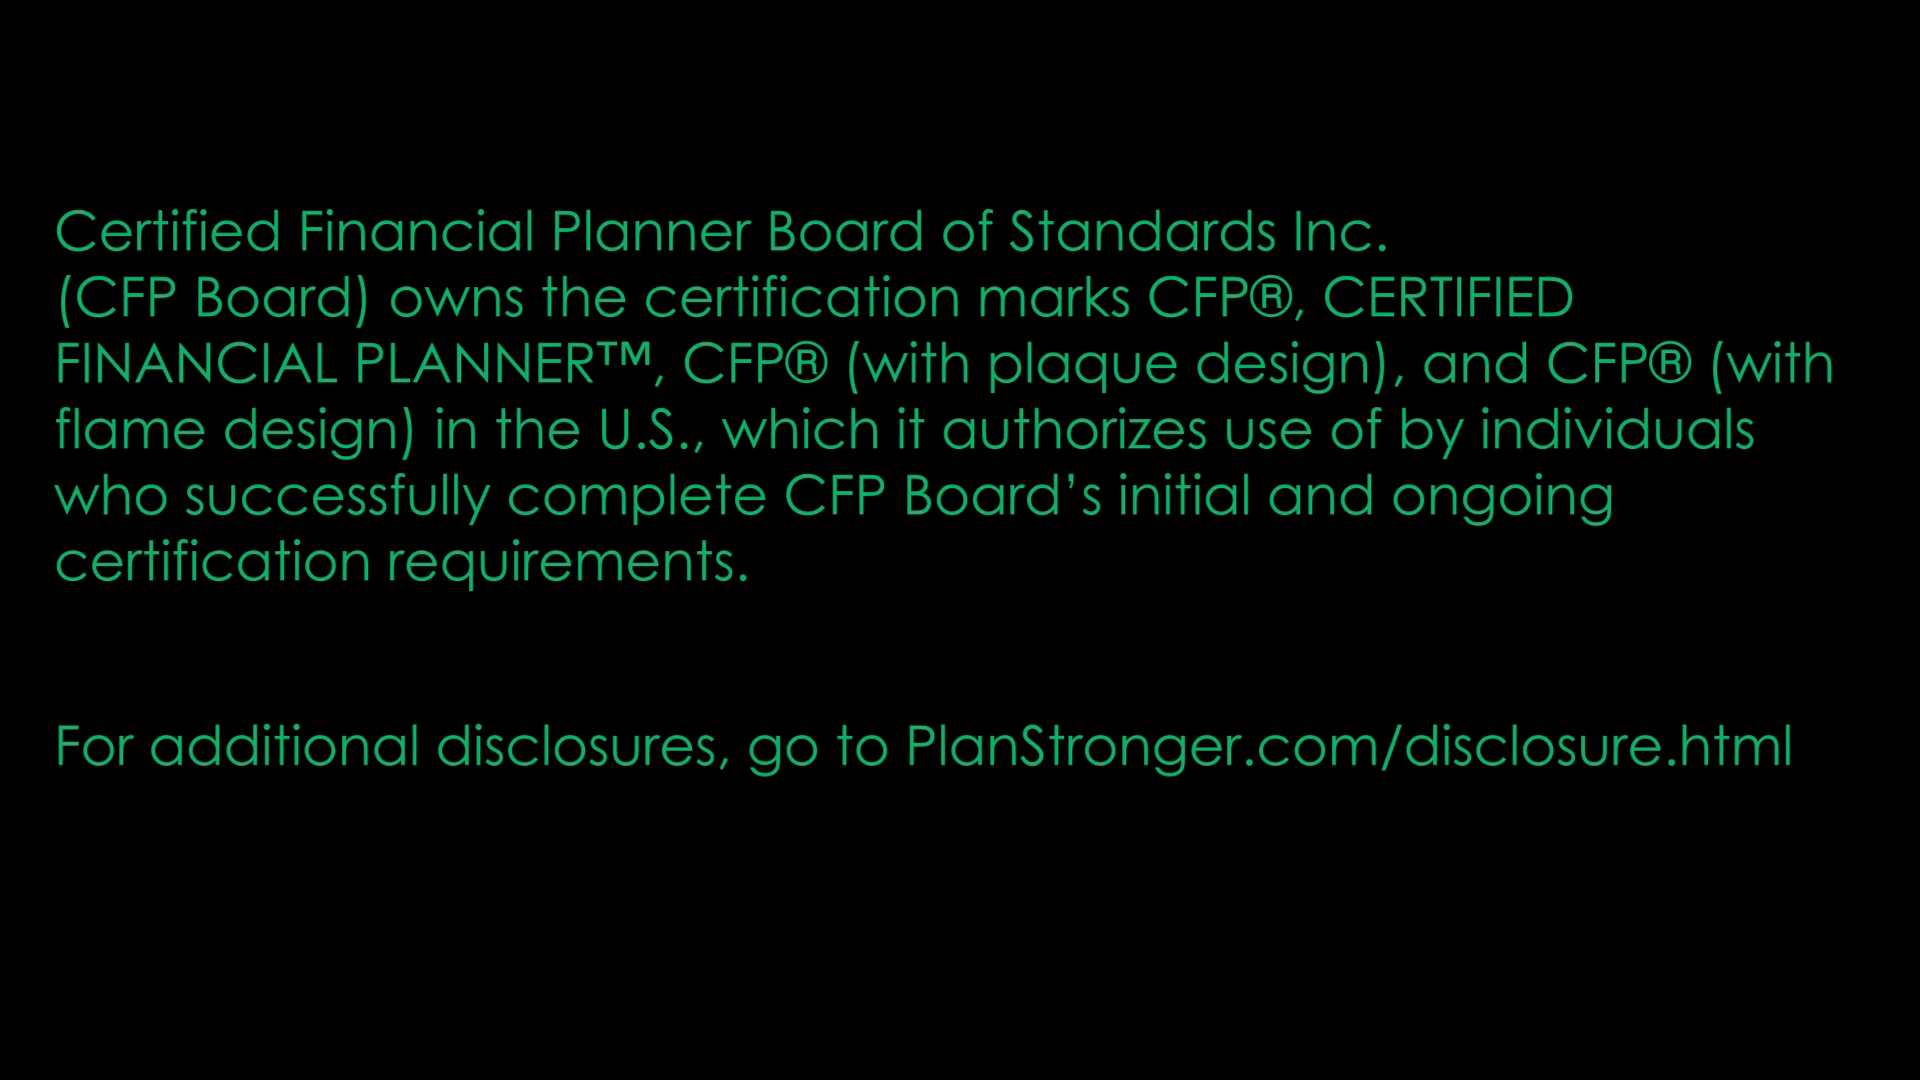 Certified Financial Planner Board of Standards Inc.
(CFP Board) owns the certification marks CFP®, CERTIFIED
FINANCIAL PLANNER™, CFP® (with plaque design), and CFP® (with
flame design) in the U.S., which it authorizes use of by individuals
who successfully complete CFP Board’s initial and ongoing
certification requirements.
For additional disclosures, go to PlanStronger.com/disclosure.html